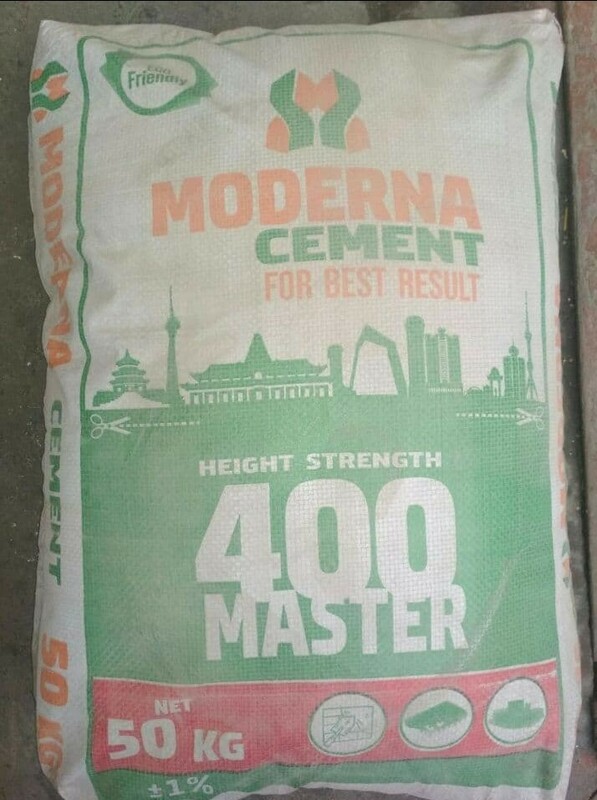 ECO
Friendly
MODERNA
CEMENT
FOR BEST RESULT
HEIGHT STRENGTH
400
MASTER
NET
50 KG
±1%
MODERNA CEMENT 50 KG